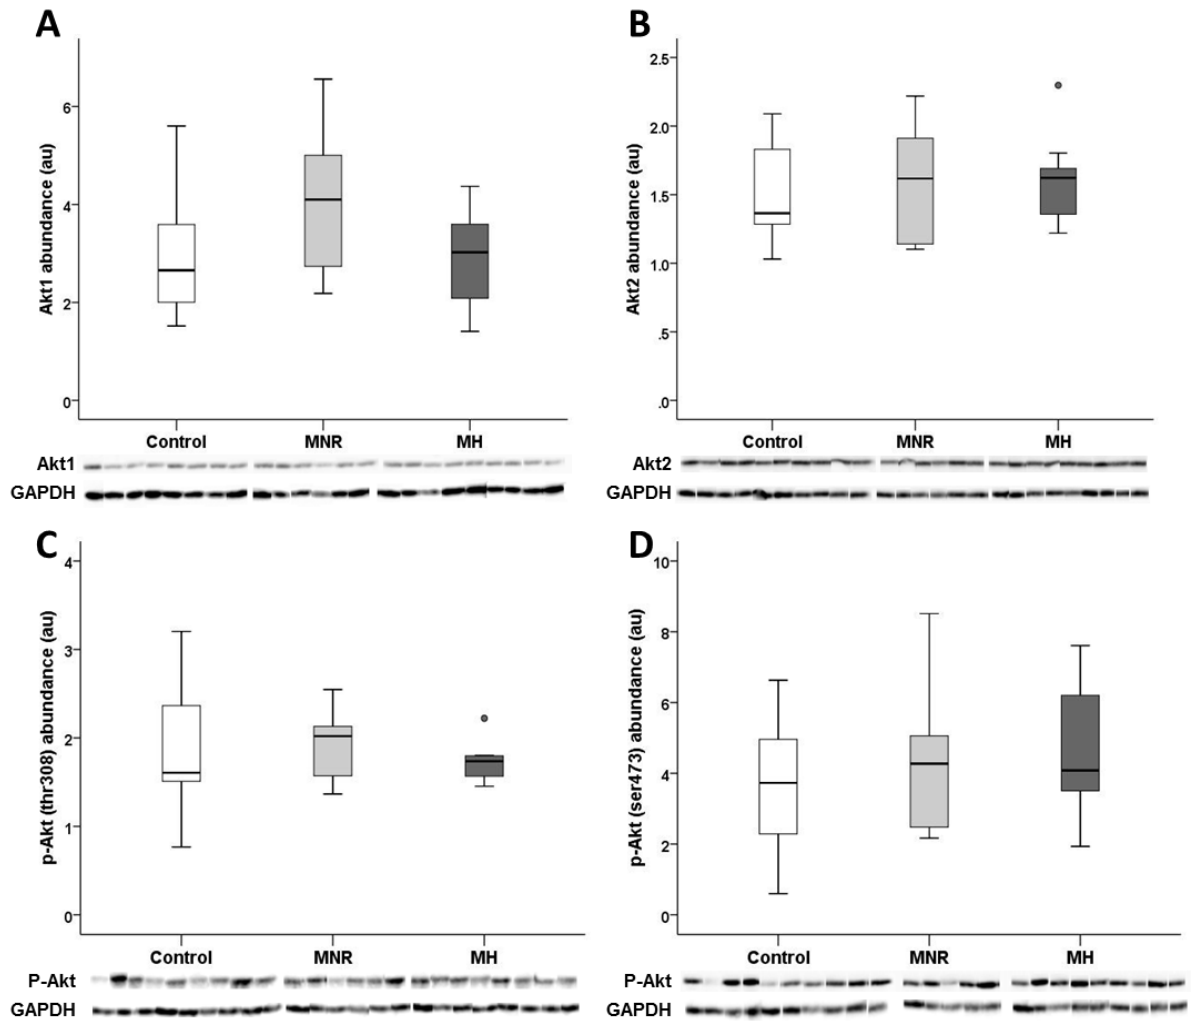 A
Akt1 abundance (au)
6
4
2
0
Control MNR MH
Akt1
GAPDH
B
Akt2 abundance (au)
2.5
2.0
1.5
1.0
.5
.0
Control MNR MH
Akt2
GAPDH
C
p-Akt (thr308) abundance (au)
4
3
2
1
0
Control MNR MH
P-Akt
GAPDH
D
p-Akt (ser473) abundance (au)
10
8
6
4
2
0
Control MNR MH
P-Akt
GAPDH